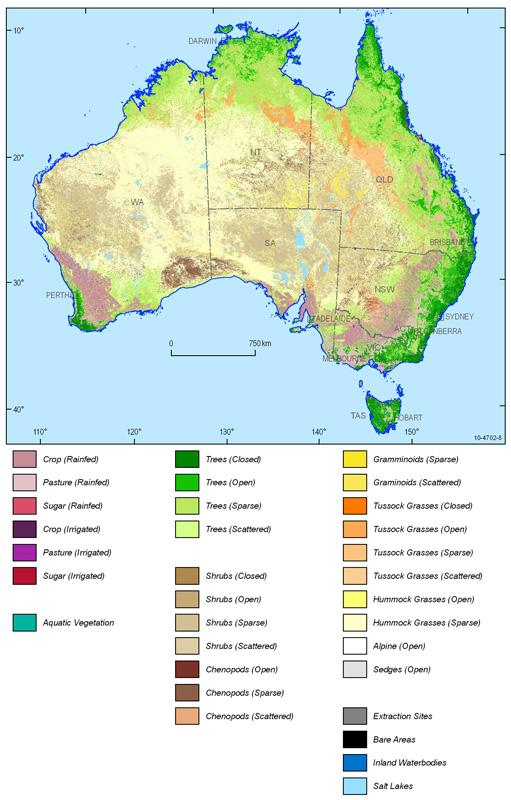 10°
DARWIN
20°
NT
QLD
WA
SA
BRISBANE
30°
NSW
PERTH
SYDNEY
ADELAIDE
ACT
CANBERRA
0 750 km
VIC
MELBOURNE
40°
TAS
HOBART
10-4702-8
110° 120° 130° 140° 150°
Crop (Rainfed)
Pasture (Rainfed)
Sugar (Rainfed)
Crop (Irrigated)
Pasture (Irrigated)
Sugar (Irrigated)
Aquatic Vegetation
Trees (Closed)
Trees (Open)
Trees (Sparse)
Trees (Scattered)
Shrubs (Closed)
Shrubs (Open)
Shrubs (Sparse)
Shrubs (Scattered)
Chenopods (Open)
Chenopods (Sparse)
Chenopods (Scattered)
Gramminoids (Sparse)
Graminoids (Scattered)
Tussock Grasses (Closed)
Tussock Grasses (Open)
Tussock Grasses (Sparse)
Tussock Grasses (Scattered)
Hummock Grasses (Open)
Hummock Grasses (Sparse)
Alpine (Open)
Sedges (Open)
Extraction Sites
Bare Areas
Inland Waterbodies
Salt Lakes